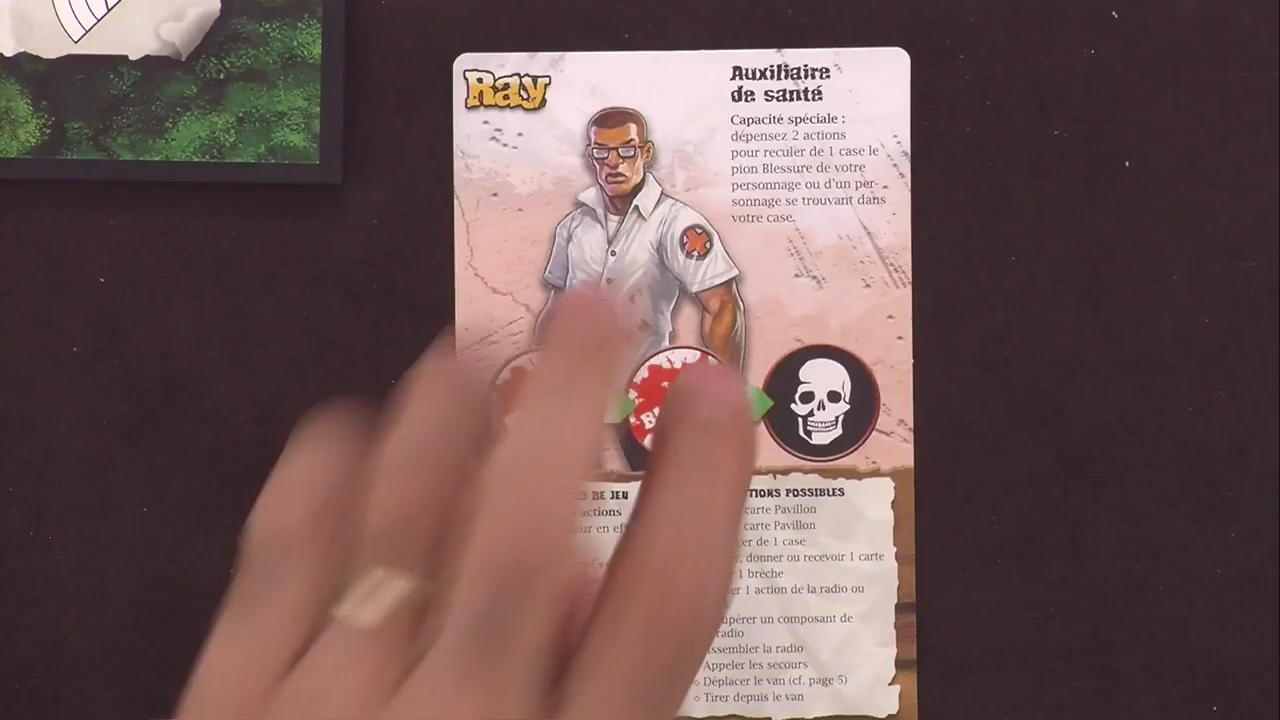 Ray
Auxiliaire
de santé
Capacité spéciale :
dépensez 2 actions
pour reculer de 1 case le
pion Blessure de votre
personnage ou d'un per-
sonnage se trouvant dans
votre case.
DE JEU
actions
en
POSSIBLES
carte Pavillon
carte Pavillon
de 1 case
donner ou recevoir 1 carte
1 brèche
1 action de la radio ou
un composant de
radio
la radio
Appeler les secours
○ Déplacer le van (cf. page 5)
○ Tirer depuis le van